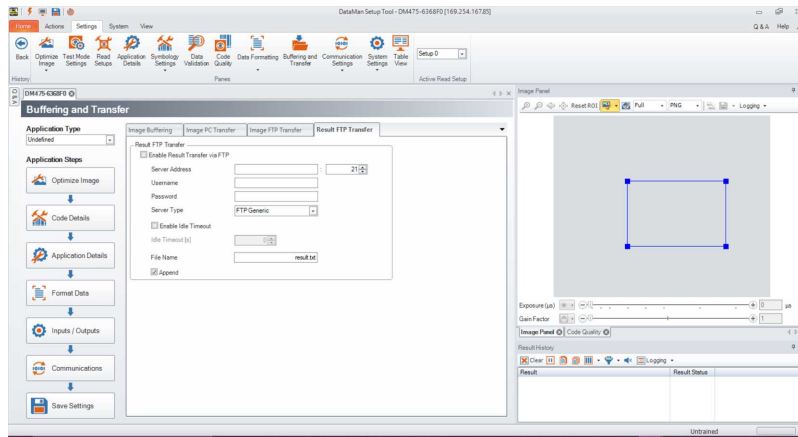 DataMan Setup Tool - DM475-6368F0 [169.254.167.85]
Home Actions Settings System View
Q & A Help
Back
Optimize Image
Test Mode Settings
Read Setups
Application Details
Symbology Settings
Data Validation
Code Quality
Data Formatting
Buffering and Transfer
Communication Settings
System Settings
Table View
Setup 0
History
Panes
Active Read Setup
DM475-6368F0
Buffering and Transfer
Application Type
Undefined
Application Steps
Optimize Image
Code Details
Application Details
Format Data
Inputs / Outputs
Communications
Save Settings
Image Buffering Image PC Transfer Image FTP Transfer Result FTP Transfer
Result FTP Transfer
Enable Result Transfer via FTP
Server Address : 21
Username
Password
Server Type FTP Generic
Enable Idle Timeout
Idle Timeout [s] 0
File Name result.txt
Append
Image Panel
Reset ROI Full PNG Logging
Exposure (µs) 0 µs
Gain Factor 1
Image Panel Code Quality
Result History
Clear Logging
Result Result Status
Untrained